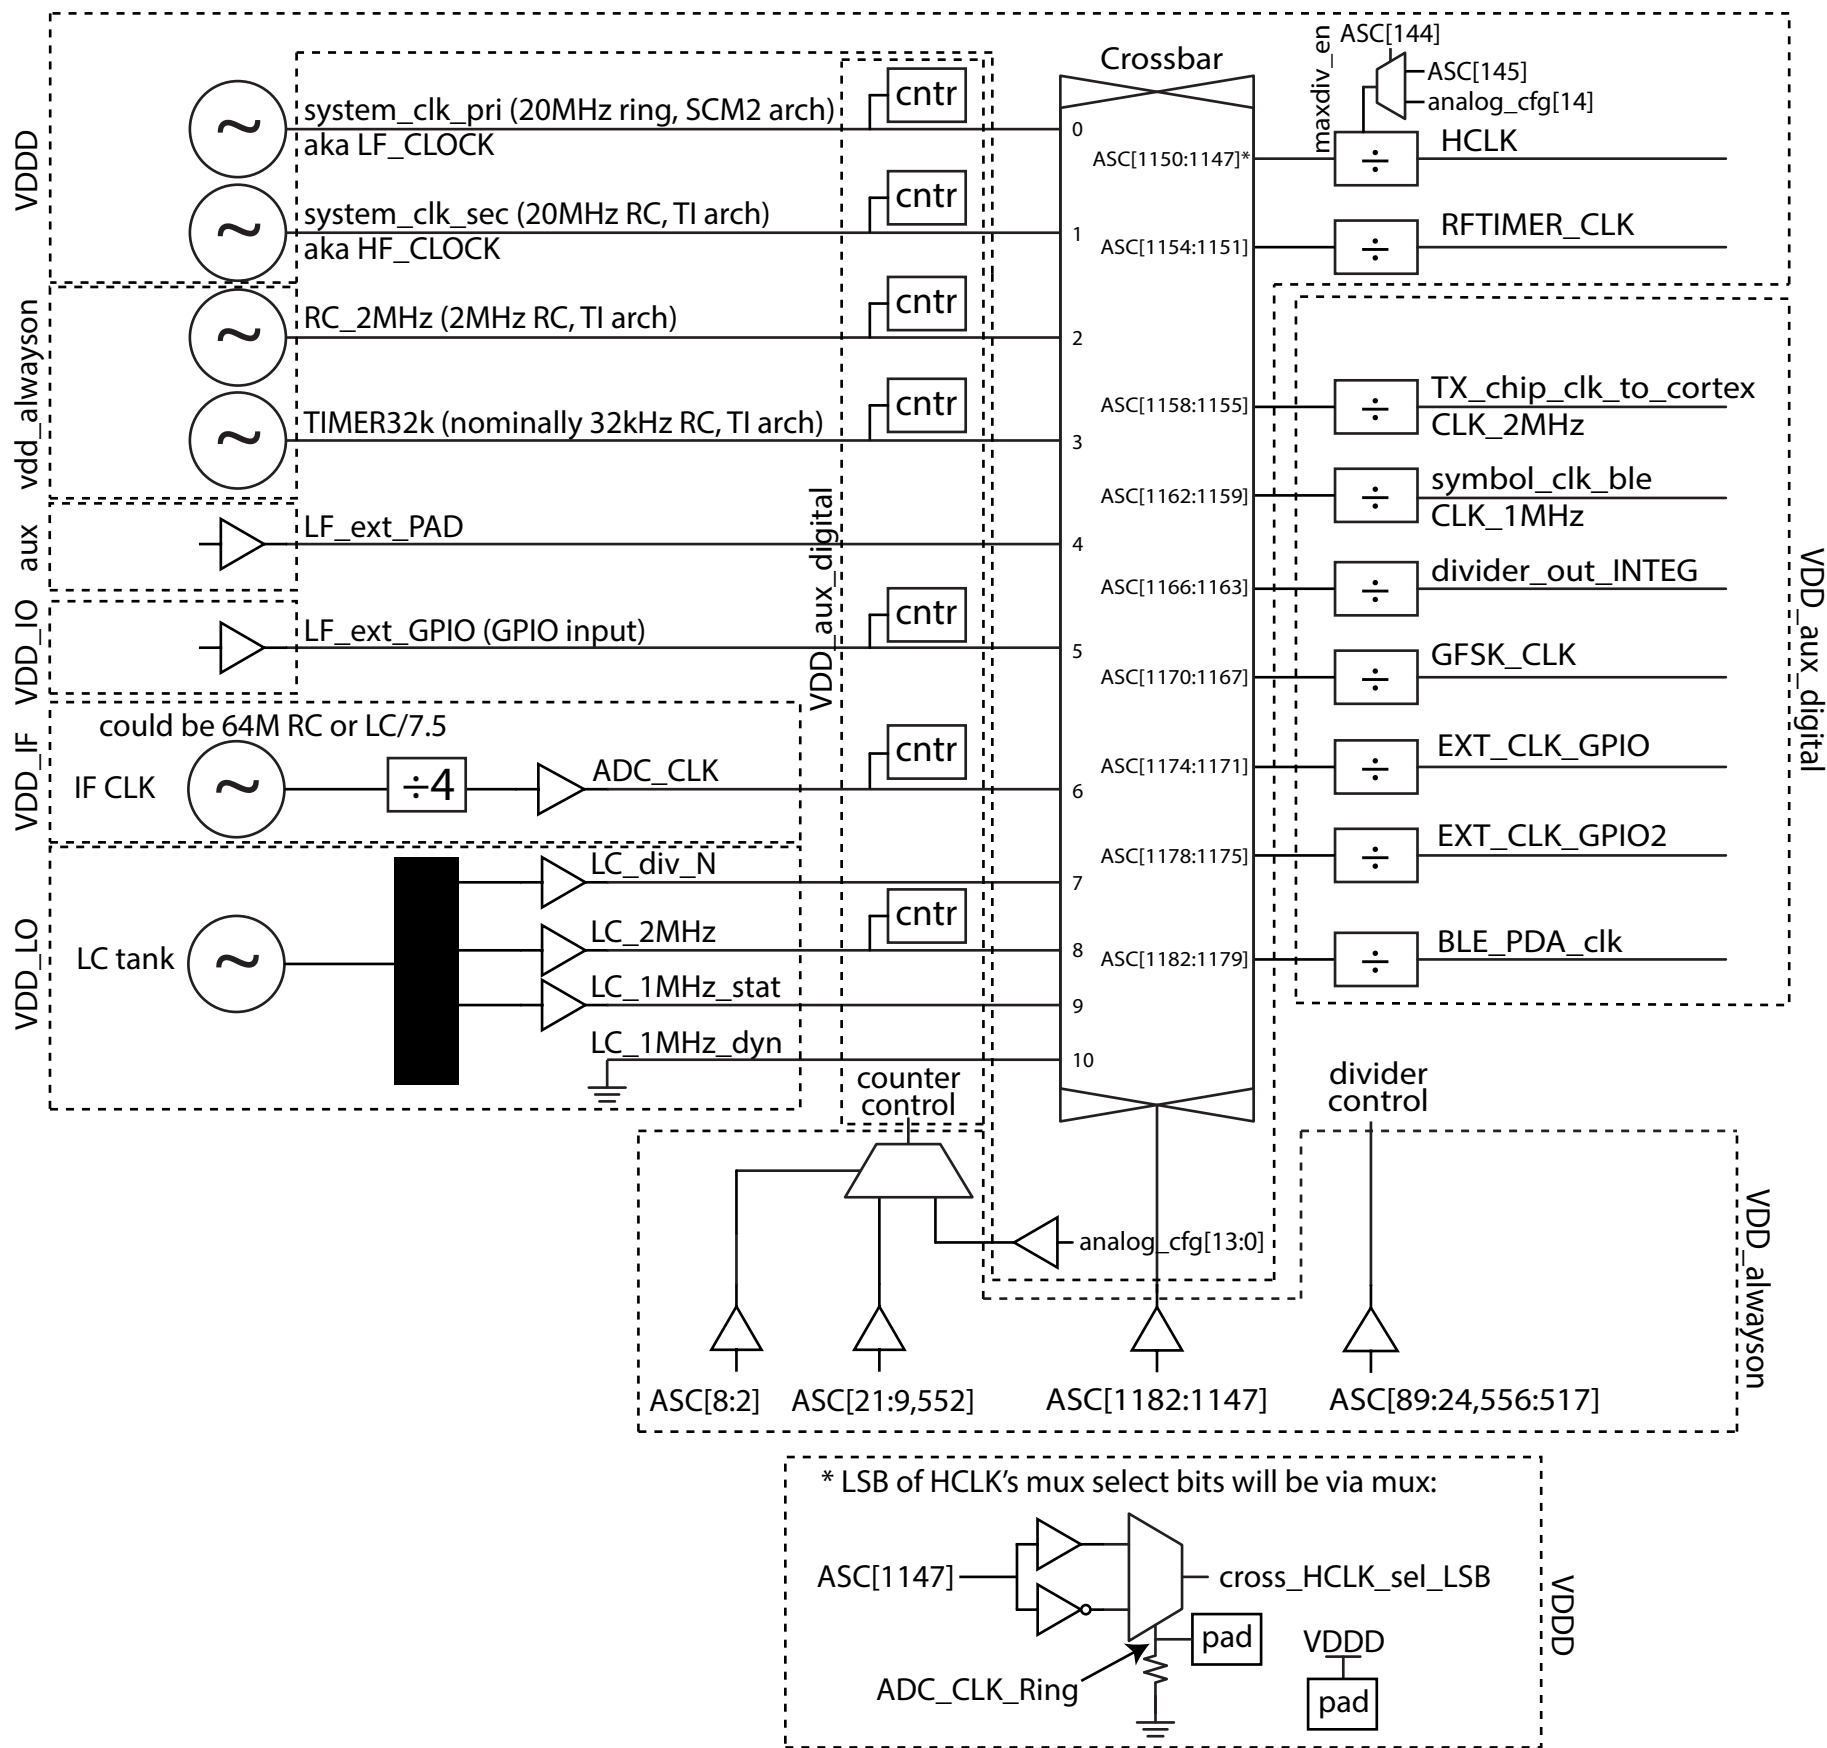 Crossbar
maxdiv_en
ASC[144]
ASC[145]
analog_cfg[14]
VDDD
~
system_clk_pri (20MHz ring, SCM2 arch)
aka LF_CLOCK
cntr
0
ASC[1150:1147]*
÷
HCLK
~
system_clk_sec (20MHz RC, TI arch)
aka HF_CLOCK
cntr
1
ASC[1154:1151]
÷
RFTIMER_CLK
vdd_alwayson
~
RC_2MHz (2MHz RC, TI arch)
cntr
2
~
TIMER32k (nominally 32kHz RC, TI arch)
cntr
3
ASC[1158:1155]
÷
TX_chip_clk_to_cortex
CLK_2MHz
ASC[1162:1159]
÷
symbol_clk_ble
CLK_1MHz
aux
LF_ext_PAD
4
VDD_aux_digital
ASC[1166:1163]
÷
divider_out_INTEG
VDD_aux_digital
VDD_IO
LF_ext_GPIO (GPIO input)
cntr
5
ASC[1170:1167]
÷
GFSK_CLK
VDD_IF
could be 64M RC or LC/7.5
IF CLK
~
÷4
ADC_CLK
cntr
6
ASC[1174:1171]
÷
EXT_CLK_GPIO
VDD_LO
LC tank
~
LC_div_N
7
ASC[1178:1175]
÷
EXT_CLK_GPIO2
LC_2MHz
cntr
8
ASC[1182:1179]
÷
BLE_PDA_clk
LC_1MHz_stat
9
LC_1MHz_dyn
10
counter
control
divider
control
analog_cfg[13:0]
VDD_alwayson
ASC[8:2]
ASC[21:9,552]
ASC[1182:1147]
ASC[89:24,556:517]
* LSB of HCLK’s mux select bits will be via mux:
ASC[1147]
cross_HCLK_sel_LSB
VDDD
pad
VDDD
ADC_CLK_Ring
pad